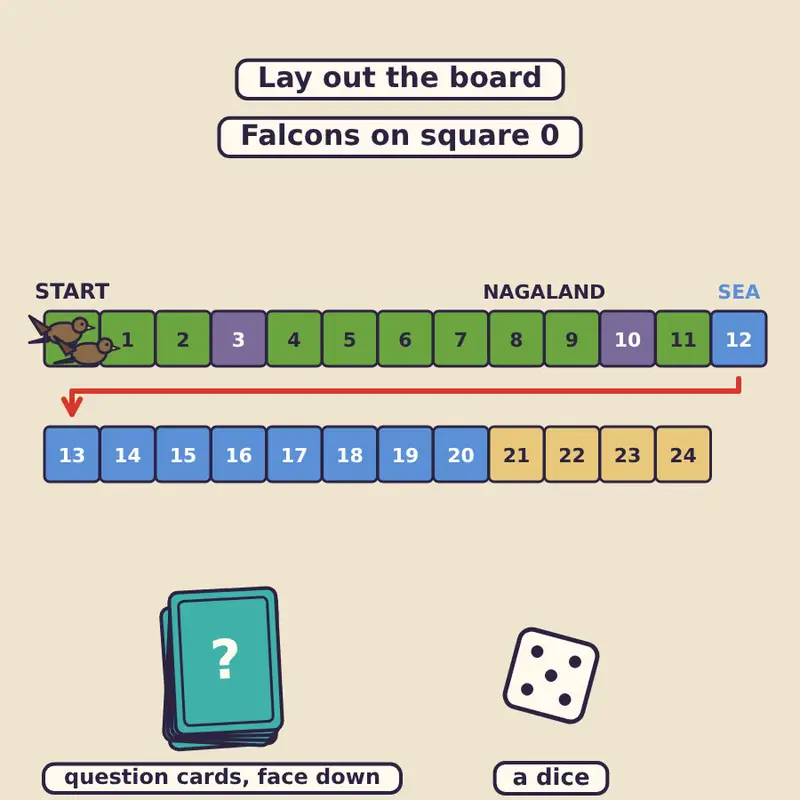 Lay out the board
Falcons on square 0
START NAGALAND SEA
1 2 3 4 5 6 7 8 9 10 11 12
13 14 15 16 17 18 19 20 21 22 23 24
?
question cards, face down
a dice